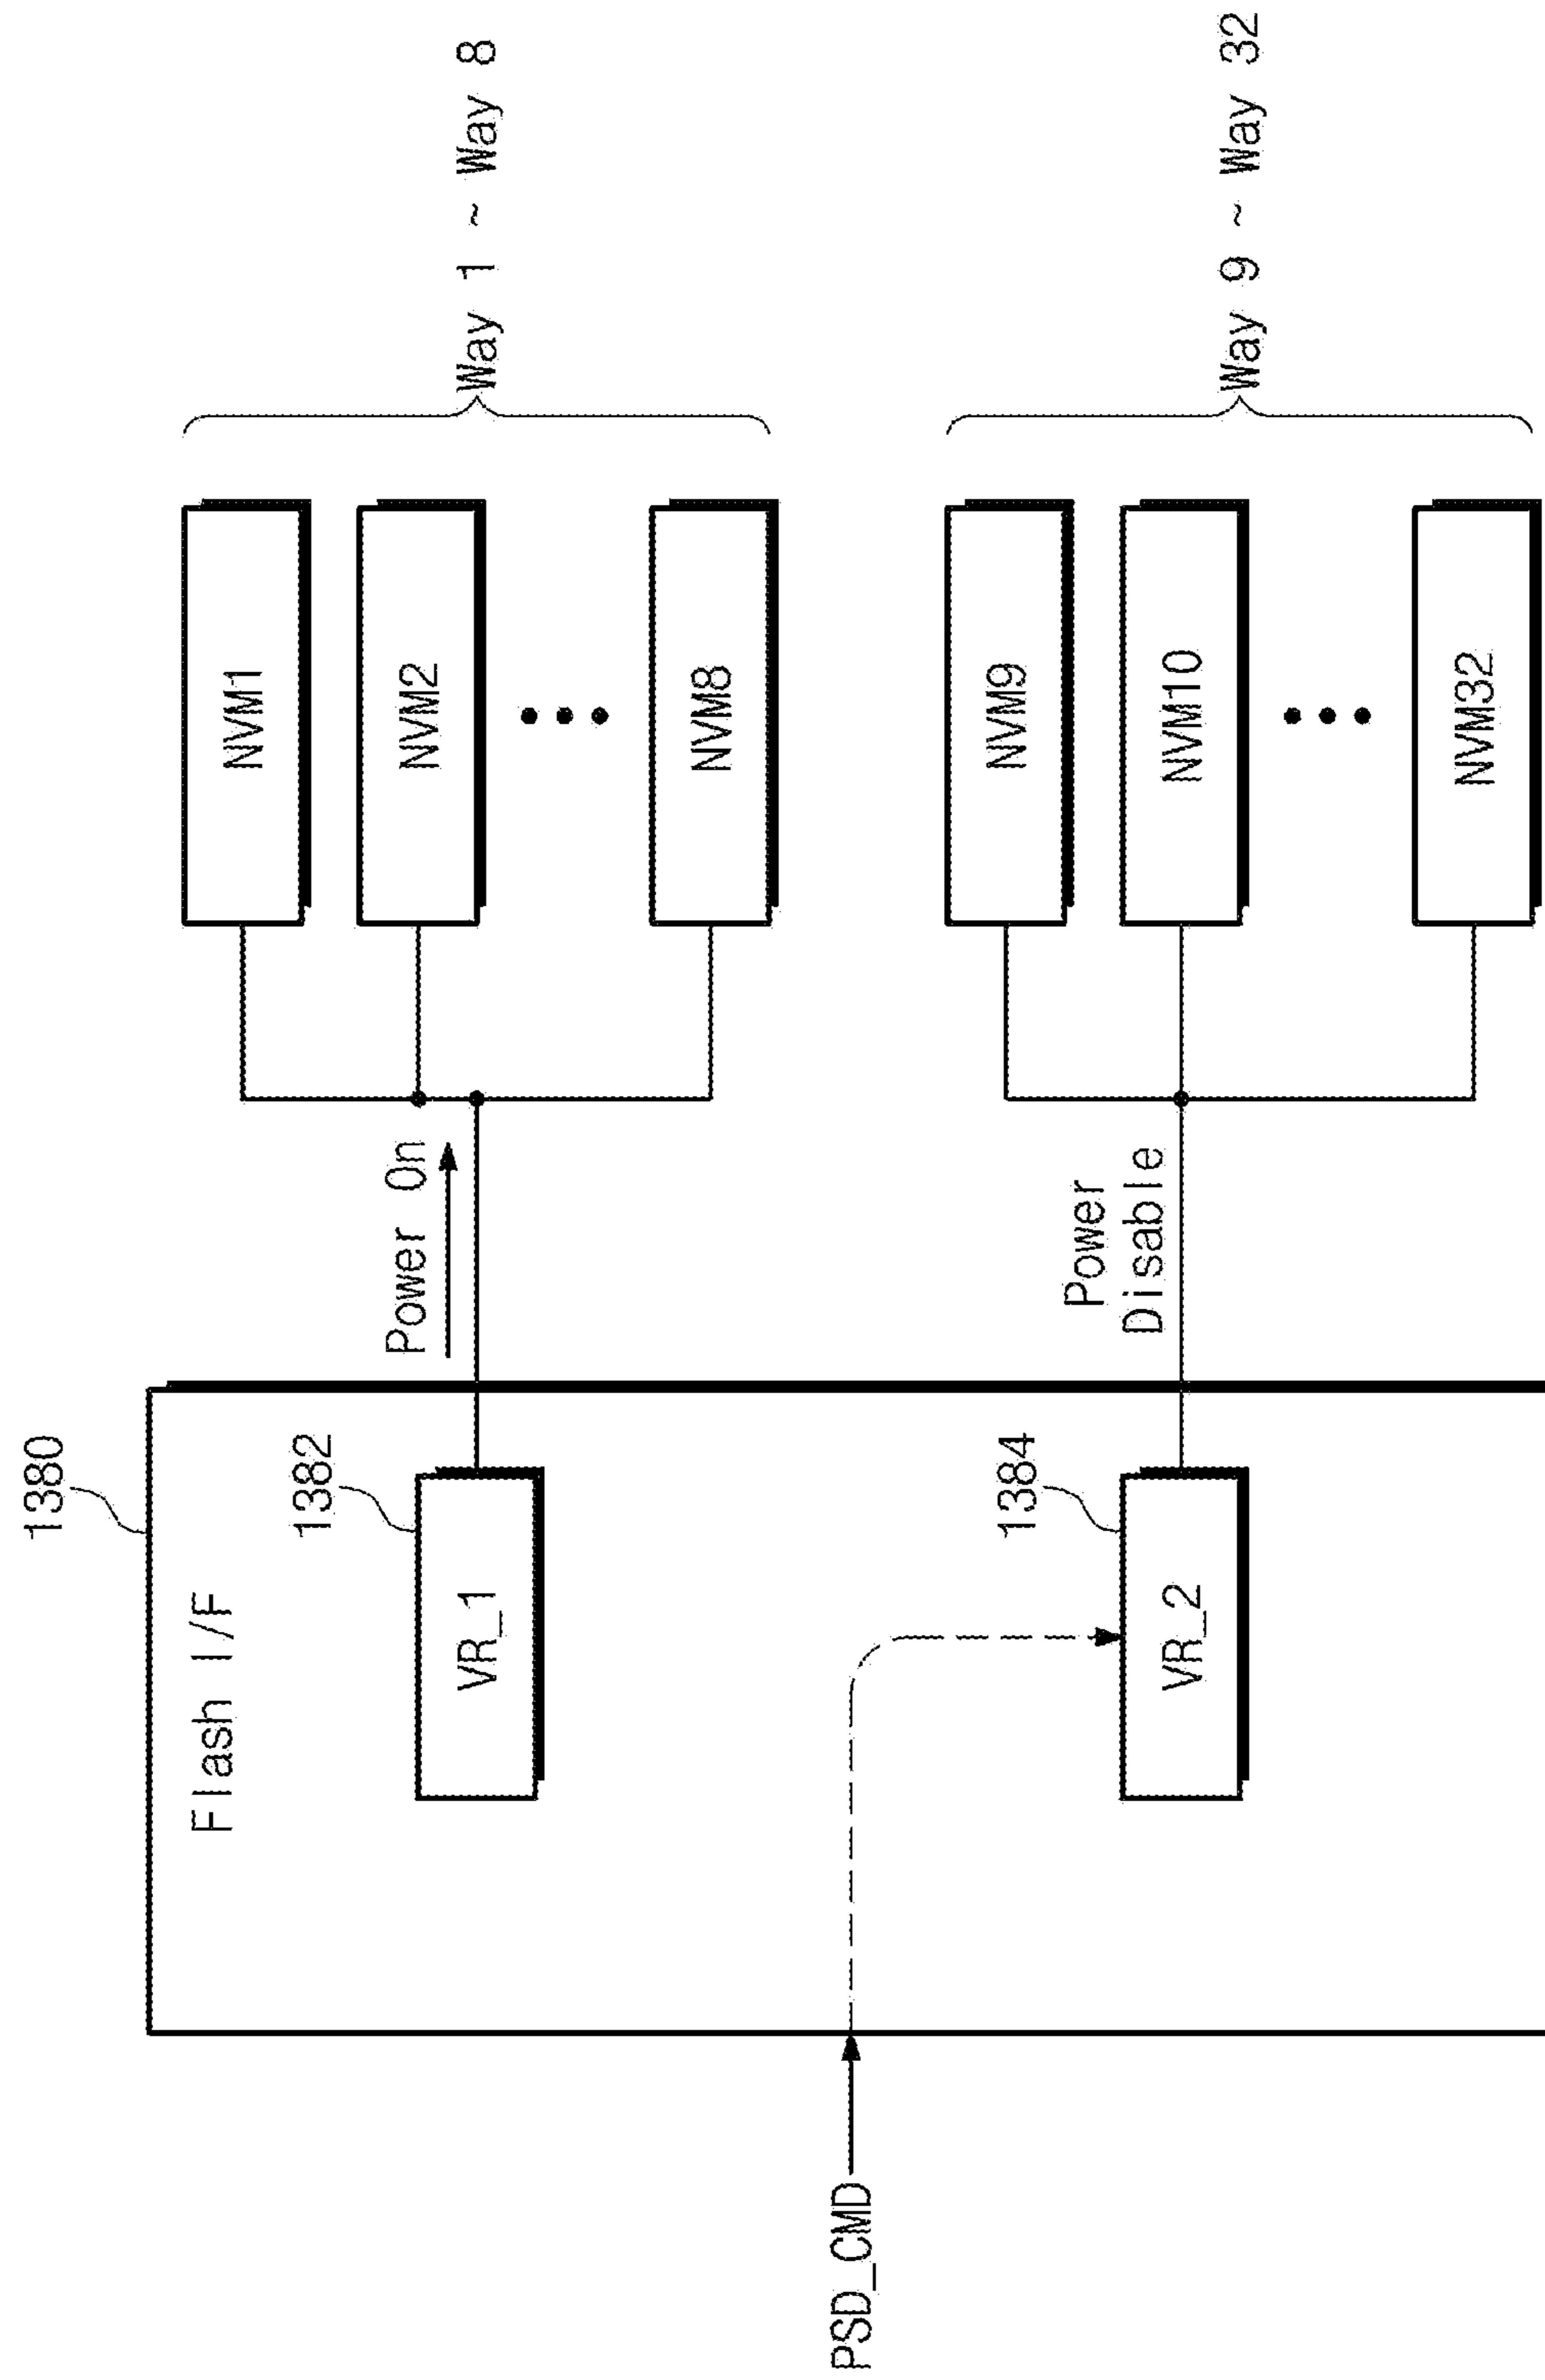 1380
Flash I/F
1382
VR_1
Power On
NVM1
NVM2
NVM8
Way 1 ~ Way 8
PSD_CMD
1384
VR_2
Power
Disable
NVM9
NVM10
NVM32
Way 9 ~ Way 32